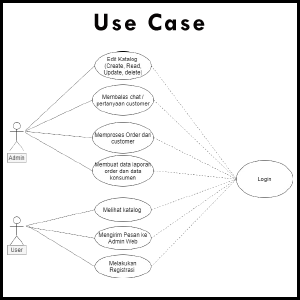 Use Case
Edit Katalog
(Create, Read,
Update, delete)
Membalas chat /
pertanyaan customer
Memproses Order dari
customer
Admin
Membuat data laporan
order dan data
konsumen
Login
Melihat katalog
Mengirim Pesan ke
Admin Web
User
Melakukan
Registrasi